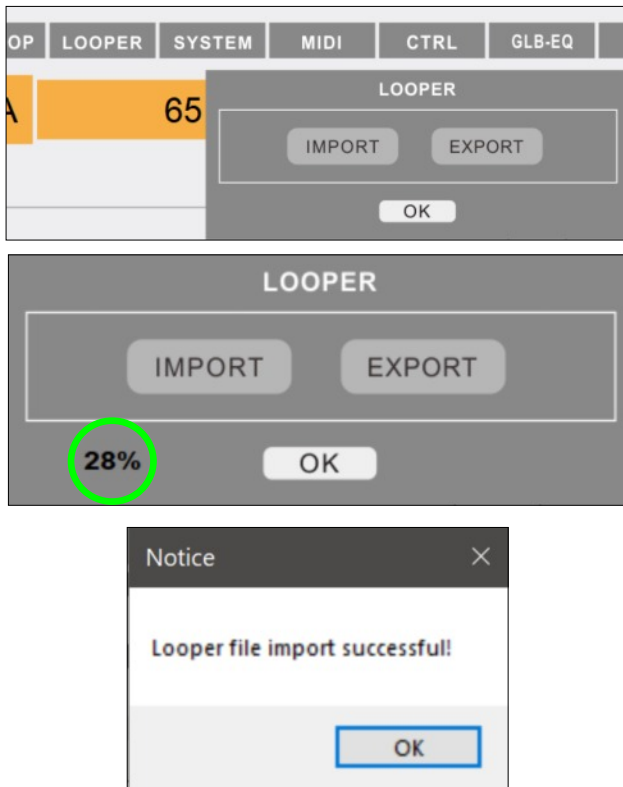 OP LOOPER SYSTEM MIDI CTRL GLB-EQ
A 65
LOOPER
IMPORT EXPORT
OK
LOOPER
IMPORT EXPORT
28% OK
Notice
Looper file import successful!
OK